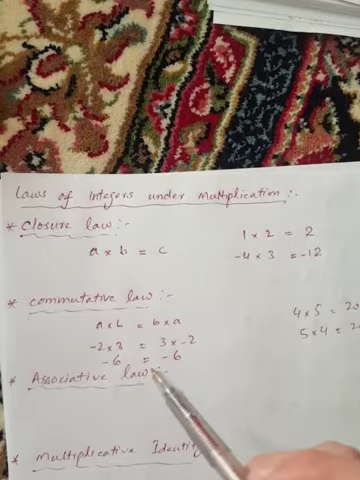 Laws of Integers under Multiplication:-
* Closure law:-
1 x 2 = 2
a x b = c
-4 x 3 = -12
* commutative law:-
a x b = b x a
4 x 5 = 20
-2 x 3 = 3 x -2
5 x 4 = 2
-6 = -6
* Associative law:-
* Multiplicative Identity